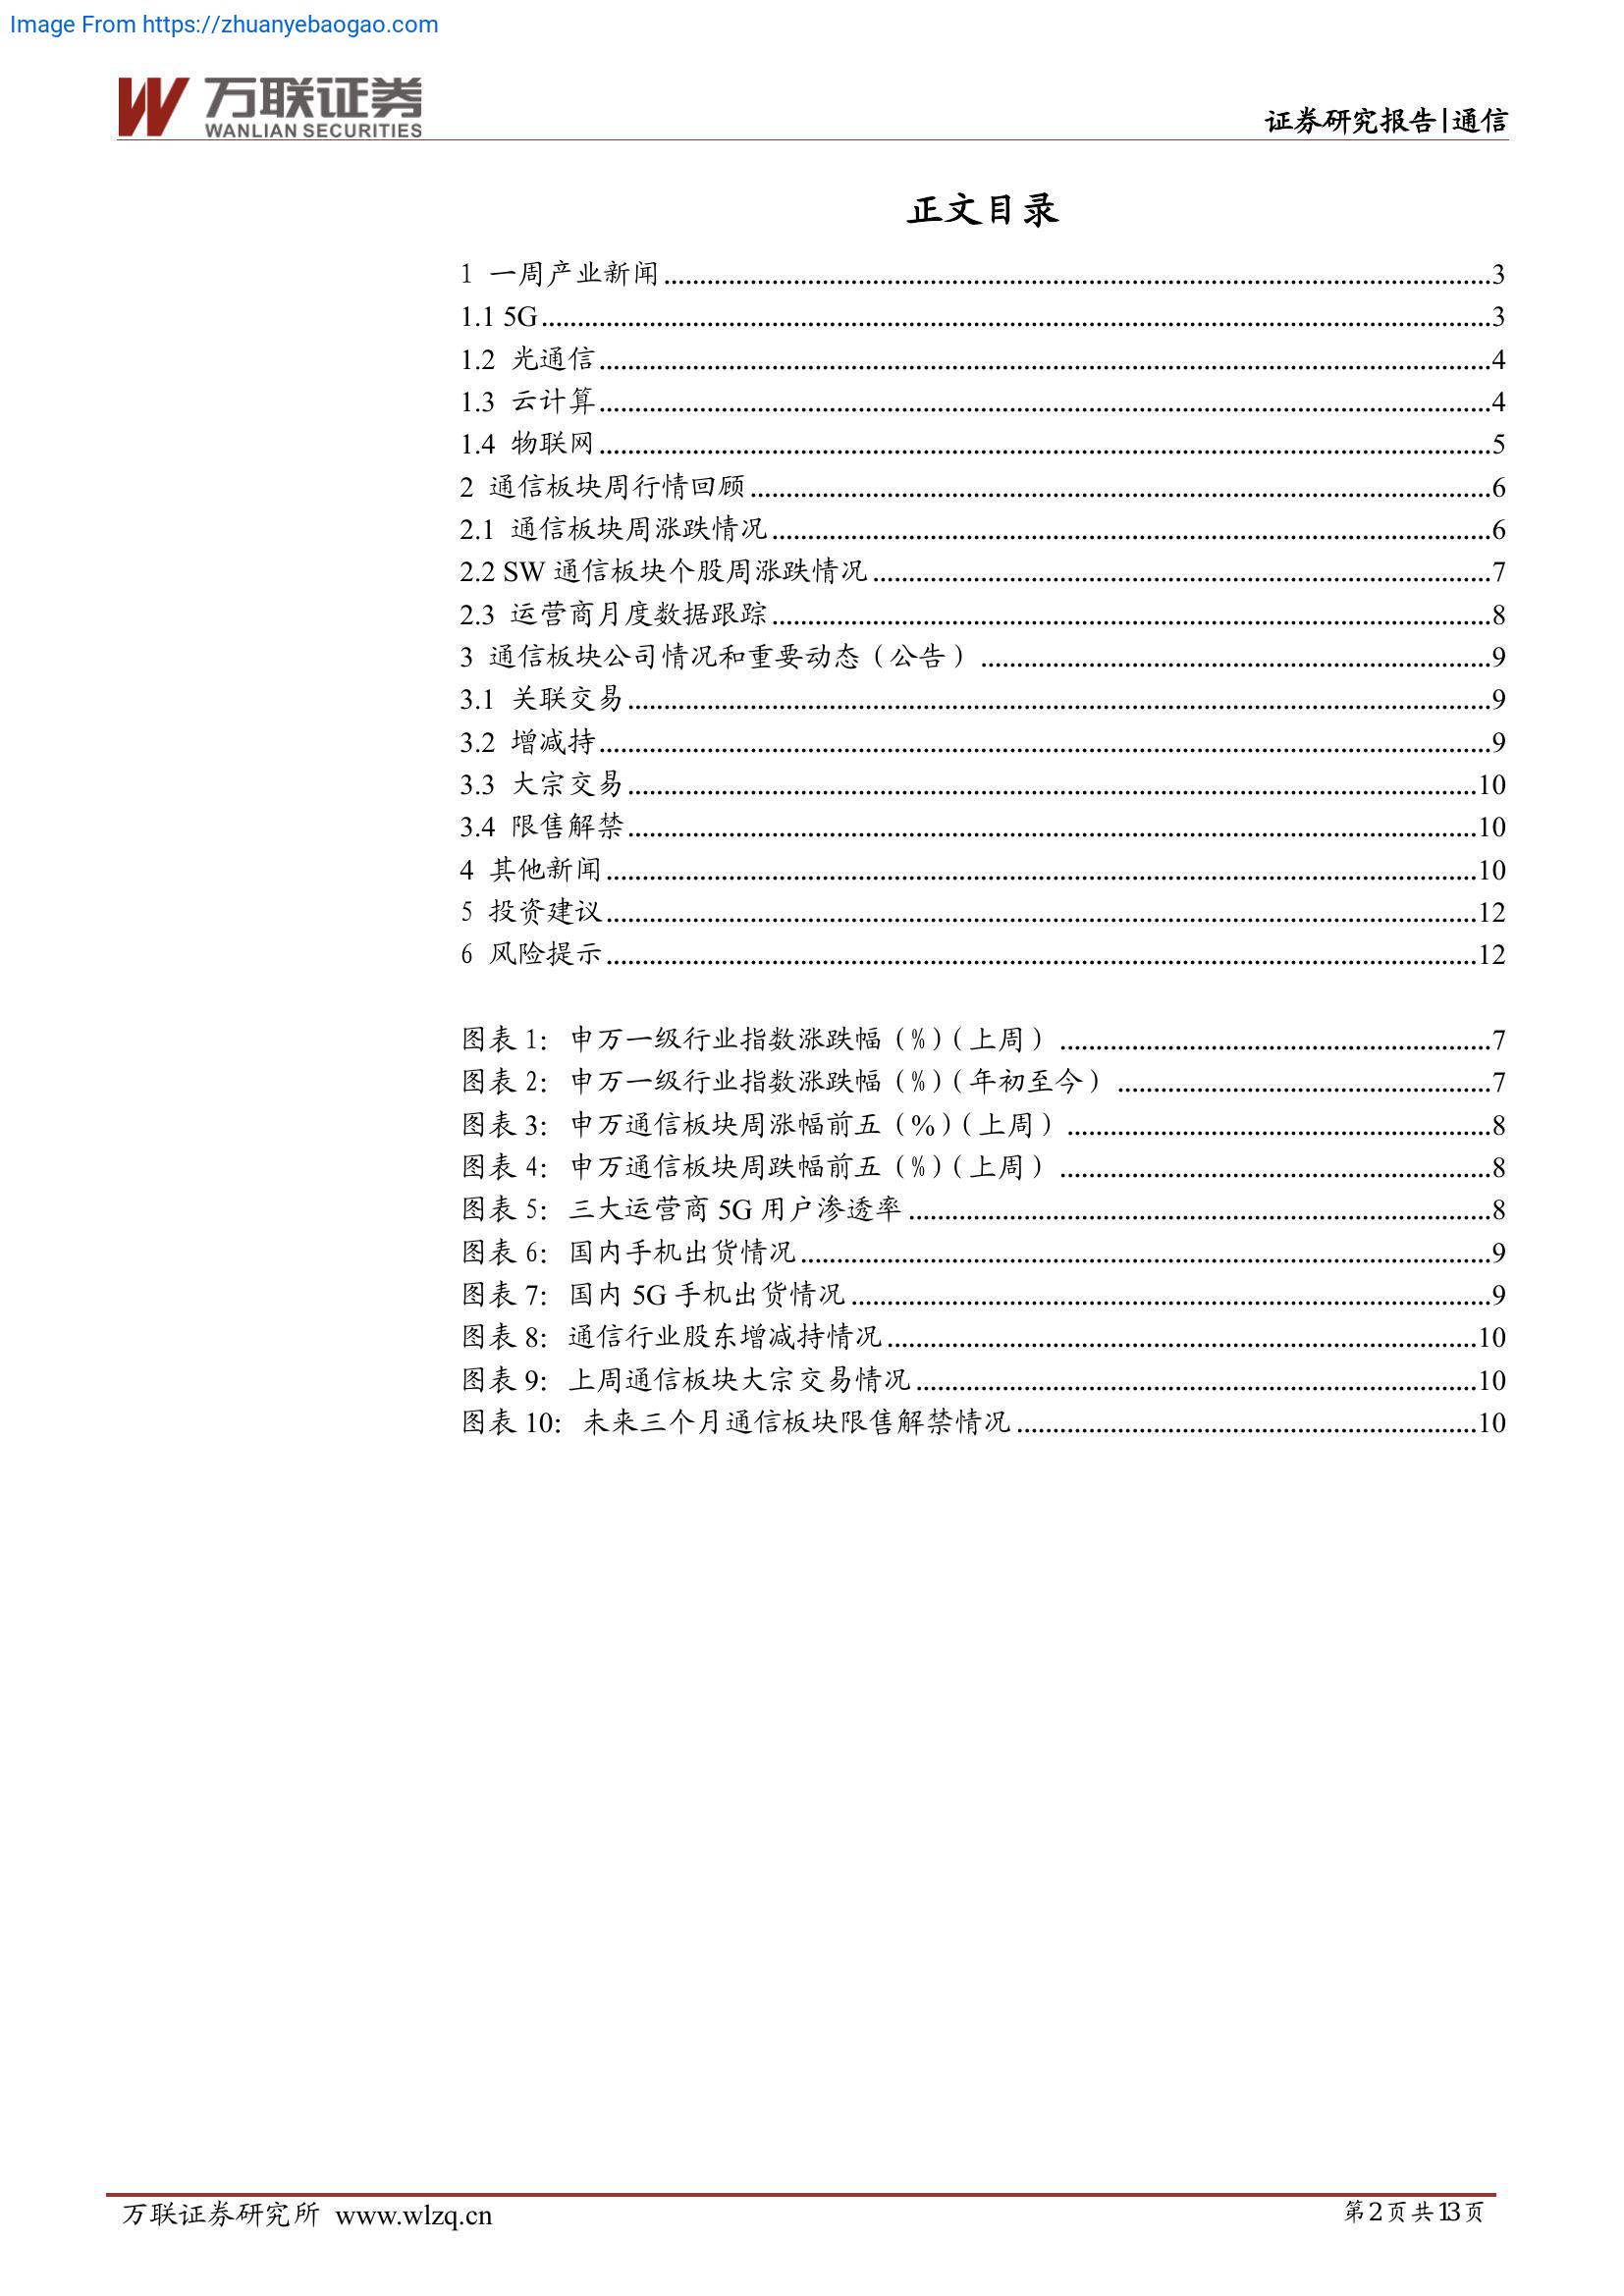 Image From https://zhuanyebaogao.com
万联证券
WANLIAN SECURITIES
证券研究报告|通信
正文目录
1 一周产业新闻........3
1.1 5G........3
1.2 光通信........4
1.3 云计算........4
1.4 物联网........5
2 通信板块周行情回顾........6
2.1 通信板块周涨跌情况........6
2.2 SW 通信板块个股周涨跌情况........7
2.3 运营商月度数据跟踪........8
3 通信板块公司情况和重要动态（公告）........9
3.1 关联交易........9
3.2 增减持........9
3.3 大宗交易........10
3.4 限售解禁........10
4 其他新闻........10
5 投资建议........12
6 风险提示........12
图表 1：申万一级行业指数涨跌幅（%）（上周）........7
图表 2：申万一级行业指数涨跌幅（%）（年初至今）........7
图表 3：申万通信板块周涨幅前五（%）（上周）........8
图表 4：申万通信板块周跌幅前五（%）（上周）........8
图表 5：三大运营商 5G 用户渗透率........8
图表 6：国内手机出货情况........9
图表 7：国内 5G 手机出货情况........9
图表 8：通信行业股东增减持情况........10
图表 9：上周通信板块大宗交易情况........10
图表 10：未来三个月通信板块限售解禁情况........10
万联证券研究所 www.wlzq.cn
第2页共13页